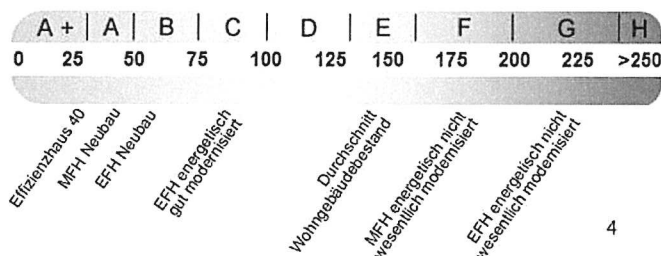 A+ A B C D E F G H
0 25 50 75 100 125 150 175 200 225 >250
Effizienzhaus 40
MFH Neubau
EFH Neubau
EFH energetisch
gut modernisiert
Durchschnitt
Wohngebäudebestand
MFH energetisch nicht
wesentlich modernisiert
EFH energetisch nicht
wesentlich modernisiert
4